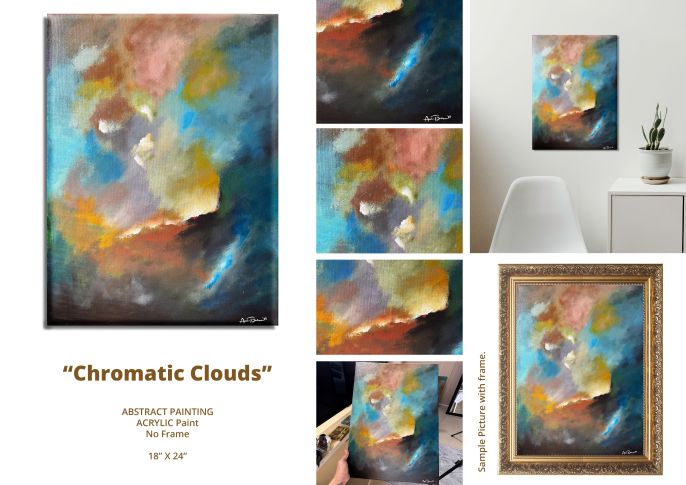 “Chromatic Clouds”
ABSTRACT PAINTING
ACRYLIC Paint
No Frame
18” X 24”
Sample Picture with frame.